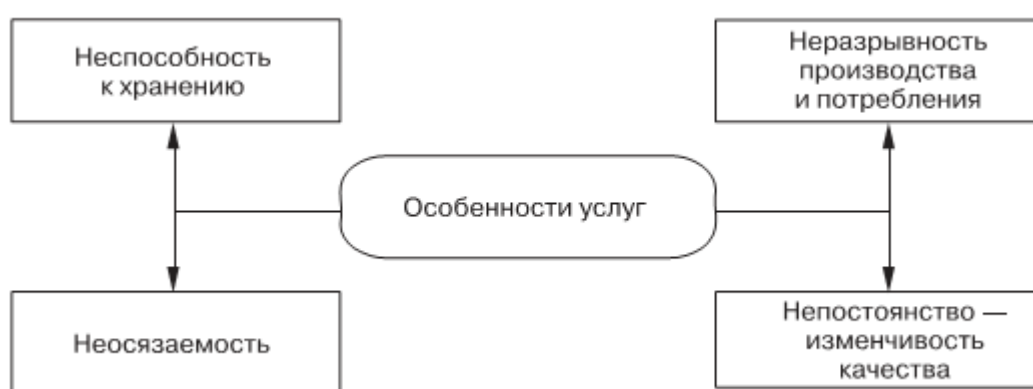 Неспособность
к хранению
Неразрывность
производства
и потребления
Особенности услуг
Неосязаемость
Непостоянство —
изменчивость
качества